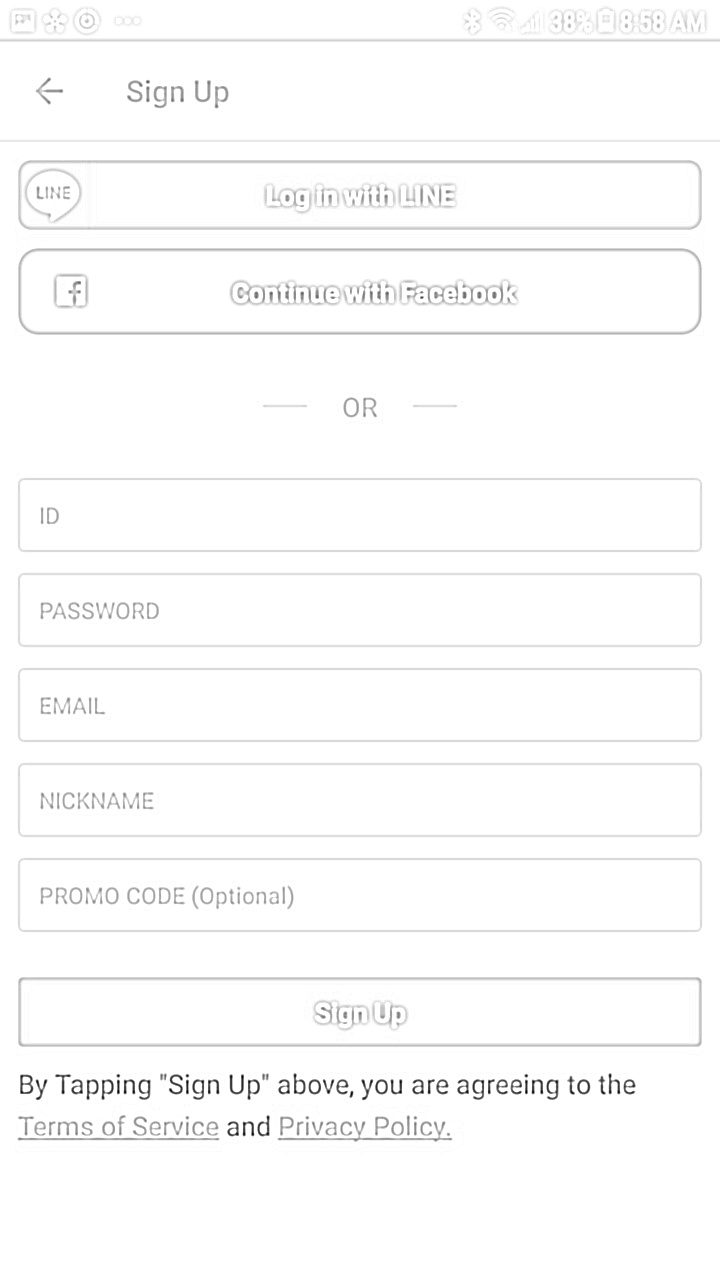 38% 8:58 AM
Sign Up
LINE
Log in with LINE
f
Continue with Facebook
OR
ID
PASSWORD
EMAIL
NICKNAME
PROMO CODE (Optional)
Sign Up
By Tapping "Sign Up" above, you are agreeing to the
Terms of Service and Privacy Policy.